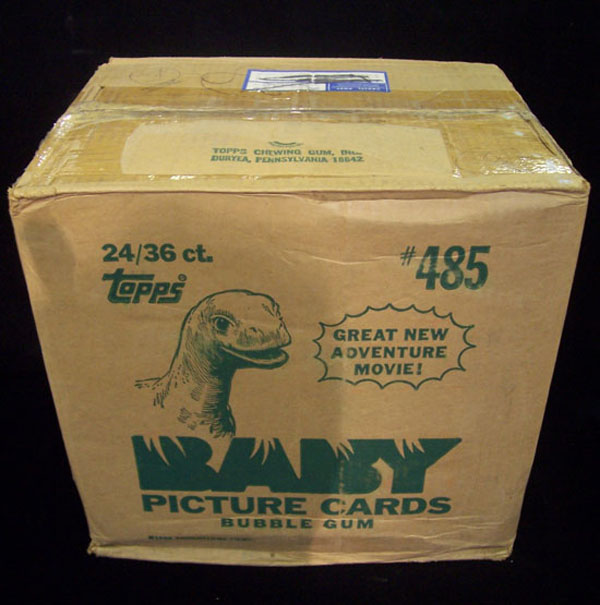 TOPPS CHEWING GUM,
DURYEA, PENNSYLVANIA 18642
24/36 ct.
#485
Topps
GREAT NEW
ADVENTURE
MOVIE!
BABY
PICTURE CARDS
BUBBLE GUM